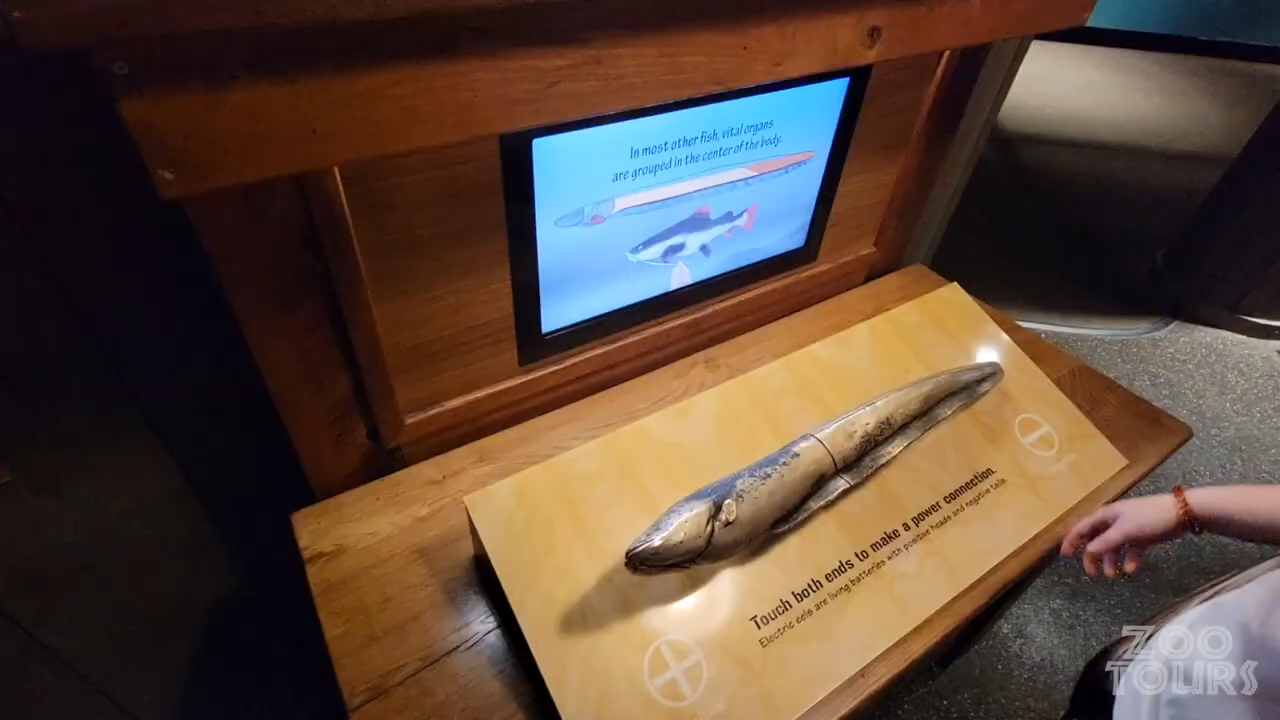 In most other fish, vital organs
are grouped in the center of the body.
Touch both ends to make a power connection.
Electric eels are living batteries with positive heads and negative tails.
ZOO
TOURS